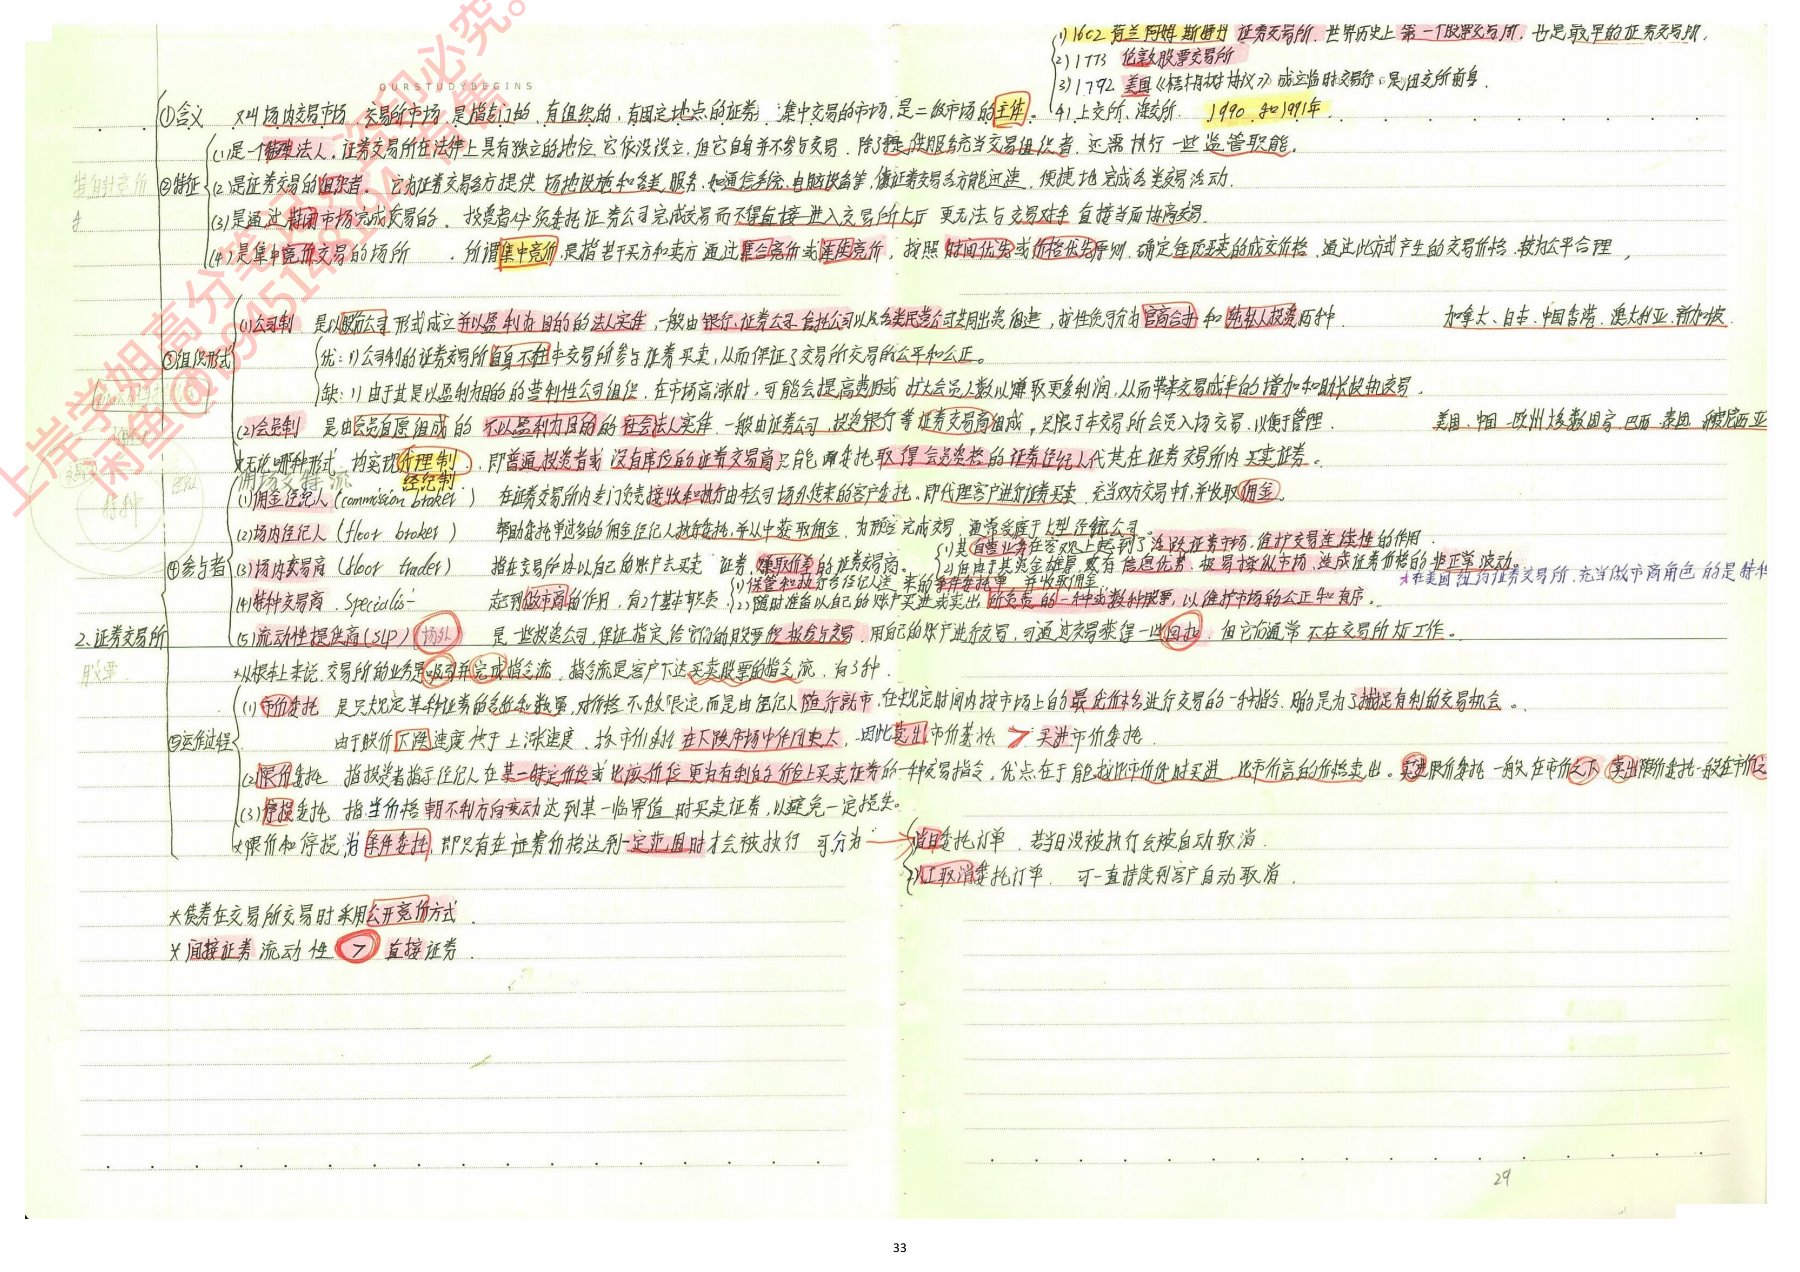 1) 1602 荷兰阿姆斯特丹 证券交易所. 世界历史上 第一个股票交易所. 也是最早的证券交易所.
2) 1773 伦敦股票交易所
3) 1792 美国《梧桐树协议》成立临时交易行. 是纽交所前身.
OURSTUDYBEGINS
①含义 又叫场内交易市场 交易所市场 是指专门的. 有组织的, 有固定地点的证券 集中交易的市场, 是二级市场的主体. 4) 上交所、深交所. 1990 和 1991年.
(1) 是一个特殊法人. 证券交易所在法律上具有独立的地位 它依法设立, 但它自身并不参与交易. 除了提供服务充当交易组织者, 还需执行一些监管职能.
②特征 (2) 是证券交易的组织者. 它为证券交易各方提供 场地设施和各类服务, 如通信系统、电脑设备等, 使证券交易各方能迅速、便捷地完成各类交易活动.
(3) 是通过封闭市场完成交易的. 投资者必须委托证券公司完成交易而不得直接进入交易所大厅 更无法与交易对手 直接当面协商交易.
(4) 是集中竞价交易的场所. 所谓集中竞价, 是指若干买方和卖方通过集合竞价或连续竞价, 按照时间优先或价格优先原则, 确定每项买卖的成交价格, 通过此方式产生的交易价格, 较为公平合理,
(1) 公司制 是以股份公司形式成立并以盈利为目的的法人实体, 一般由银行、证券公司、信托公司以及各类民营公司共同出资组建, 按性质可分为官商合办和纯私人投资两种. 加拿大、日本、中国香港、澳大利亚、新加坡.
③组织形式 优: 1) 公司制的证券交易所自身不在本交易所参与证券买卖, 从而保证了交易所交易的公平和公正.
缺: 1) 由于其是以盈利为目的的营利性公司组织, 在市场高涨时, 可能会提高费用或 扩大会员人数以赚取更多利润, 从而带来交易成本的增加和助长投机交易.
(2) 会员制 是由会员自愿组成的 不以盈利为目的的社会法人实体. 一般由证券公司、投资银行等证券交易商组成, 只限于本交易所会员入场交易, 以便于管理. 美国、中国、欧洲大多数国家、巴西、泰国、印度尼西亚
*无论哪种形式, 均实现代理制. 即普通投资者或没有席位的证券交易商只能委托取得会员资格的证券经纪人代其在证券交易所内买卖证券.
佣场交特流
经纪制
(1) 佣金经纪人 (commission broker) 在证券交易所内专门负责接收和执行由本公司场外传来的客户委托. 即代理客户进行证券买卖. 充当双方交易中介, 并收取佣金.
(2) 场内经纪人 (floor broker) 帮助委托单过多的佣金经纪人执行委托, 并从中获取佣金. 通常受雇于大型经纪公司.
1) 其自营业务在客观上起到了活跃证券市场, 维护交易连续性的作用
④参与者 (3) 场内交易商 (floor trader) 指在交易所内以自己的账户去买卖 证券, 赚取价差的证券交易商. 2) 但由于其资金雄厚, 又有信息优势, 极易操纵市场, 造成证券价格的非正常波动.
1) 保管和执行各经纪人送来的 并收取佣金 *在美国纽约证券交易所, 充当做市商角色的是特
(4) 特种交易商. Specialis- 起到做市商的作用, 有2个基本职责. 2) 随时准备以自己的账户买进或卖出 所负责的一种或数种股票, 以维护市场的公正和有序.
(5) 流动性提供商 (SLP) 场外 是一些投资公司, 保证指定给它们的股票积极参与交易. 用自己的账户进行交易, 可通过交易获得一些回扣, 但它们通常不在交易所场工作.
2. 证券交易所
股票
*从根本上来说, 交易所的业务是吸引并完成指令流. 指令流是客户下达买卖股票的指令流. 有3种.
(1) 市价委托 是只规定某种证券的名称和数量, 对价格不做限定, 而是由经纪人随行就市, 在规定时间内按市场上的最优价格进行交易的一种指令. 目的是为了捕捉有利的交易机会.
⑤运作过程 由于股价下跌速度快于上涨速度, 故市价委托在下跌市场中作用更大, 因此卖出市价委托 > 买进市价委托.
(2) 限价委托 指投资者指示经纪人在某一特定价位或比该价位更为有利的价位上买卖证券的一种交易指令, 优点在于能按比市价低时买进, 比市价高的价格卖出. 买进限价委托一般在市价之下, 卖出限价委托一般在市价之
(3) 停损委托 指当价格朝不利方向变动达到某一临界值时买卖证券, 以避免一定损失.
*限价和停损为条件委托, 即只有在证券价格达到一定范围时才会被执行 可分为 → 当日委托订单. 若当日没被执行会被自动取消.
人工取消委托订单. 可一直持续到客户自动取消.
*债券在交易所交易时采用公开竞价方式.
*间接证券流动性 > 直接证券.
29
33
上岸学姐高分笔记 盗印必究。